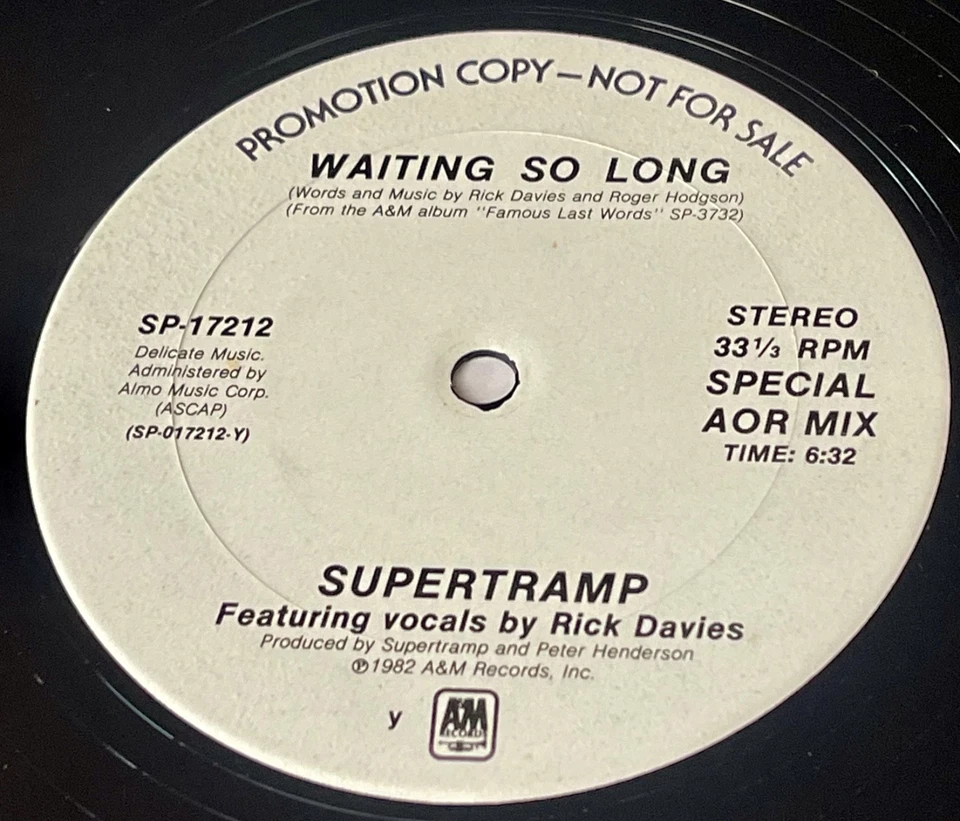 PROMOTION COPY—NOT FOR SALE
WAITING SO LONG
(Words and Music by Rick Davies and Roger Hodgson)
(From the A&M album "Famous Last Words" SP-3732)
SP-17212
Delicate Music.
Administered by
Almo Music Corp.
(ASCAP)
(SP-017212-Y)
STEREO
33⅓ RPM
SPECIAL
AOR MIX
TIME: 6:32
SUPERTRAMP
Featuring vocals by Rick Davies
Produced by Supertramp and Peter Henderson
℗1982 A&M Records, Inc.
y
A&M
RECORDS